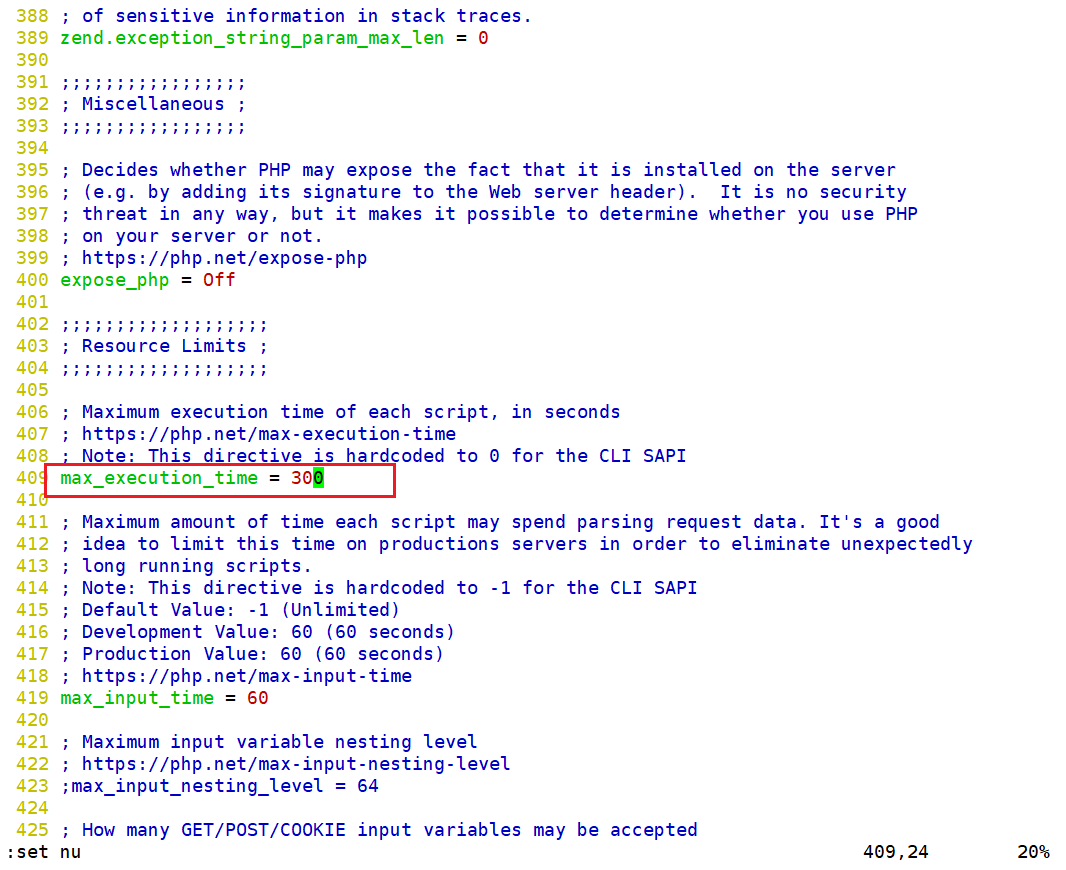 388 ; of sensitive information in stack traces.
389 zend.exception_string_param_max_len = 0
390
391 ;;;;;;;;;;;;;;;;;
392 ; Miscellaneous ;
393 ;;;;;;;;;;;;;;;;;
394
395 ; Decides whether PHP may expose the fact that it is installed on the server
396 ; (e.g. by adding its signature to the Web server header).  It is no security
397 ; threat in any way, but it makes it possible to determine whether you use PHP
398 ; on your server or not.
399 ; https://php.net/expose-php
400 expose_php = Off
401
402 ;;;;;;;;;;;;;;;;;;;
403 ; Resource Limits ;
404 ;;;;;;;;;;;;;;;;;;;
405
406 ; Maximum execution time of each script, in seconds
407 ; https://php.net/max-execution-time
408 ; Note: This directive is hardcoded to 0 for the CLI SAPI
409 max_execution_time = 300
410
411 ; Maximum amount of time each script may spend parsing request data. It's a good
412 ; idea to limit this time on productions servers in order to eliminate unexpectedly
413 ; long running scripts.
414 ; Note: This directive is hardcoded to -1 for the CLI SAPI
415 ; Default Value: -1 (Unlimited)
416 ; Development Value: 60 (60 seconds)
417 ; Production Value: 60 (60 seconds)
418 ; https://php.net/max-input-time
419 max_input_time = 60
420
421 ; Maximum input variable nesting level
422 ; https://php.net/max-input-nesting-level
423 ;max_input_nesting_level = 64
424
425 ; How many GET/POST/COOKIE input variables may be accepted
:set nu 409,24 20%